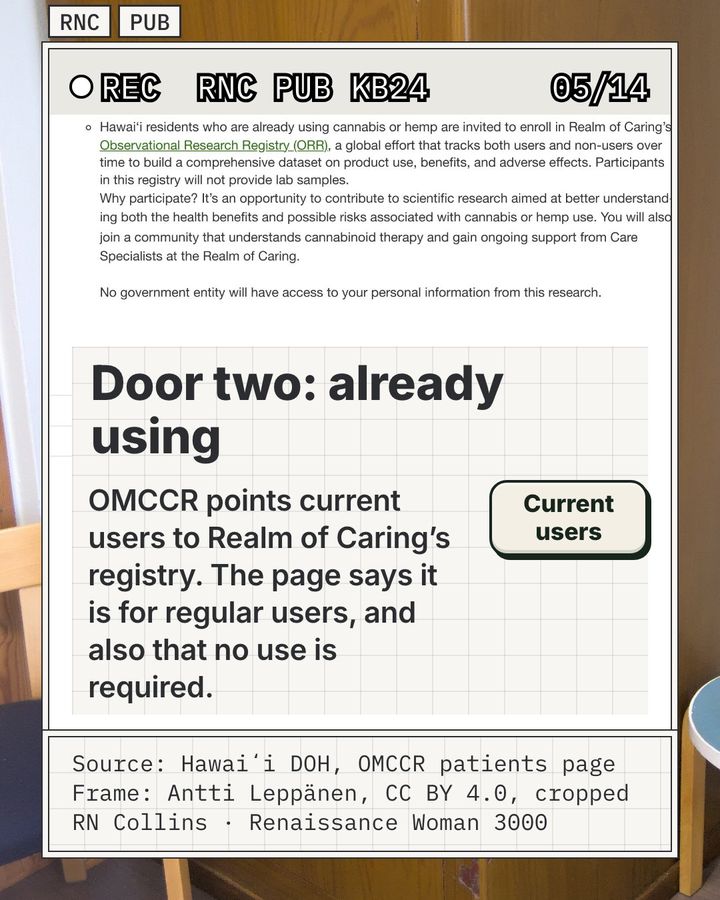 RNC PUB
REC RNC PUB KB24 05/14
Hawaiʻi residents who are already using cannabis or hemp are invited to enroll in Realm of Caring’s
Observational Research Registry (ORR), a global effort that tracks both users and non-users over
time to build a comprehensive dataset on product use, benefits, and adverse effects. Participants
in this registry will not provide lab samples.
Why participate? It’s an opportunity to contribute to scientific research aimed at better understand-
ing both the health benefits and possible risks associated with cannabis or hemp use. You will also
join a community that understands cannabinoid therapy and gain ongoing support from Care
Specialists at the Realm of Caring.
No government entity will have access to your personal information from this research.
Door two: already
using
OMCCR points current
users to Realm of Caring’s
registry. The page says it
is for regular users, and
also that no use is
required.
Current
users
Source: Hawaiʻi DOH, OMCCR patients page
Frame: Antti Leppänen, CC BY 4.0, cropped
RN Collins · Renaissance Woman 3000